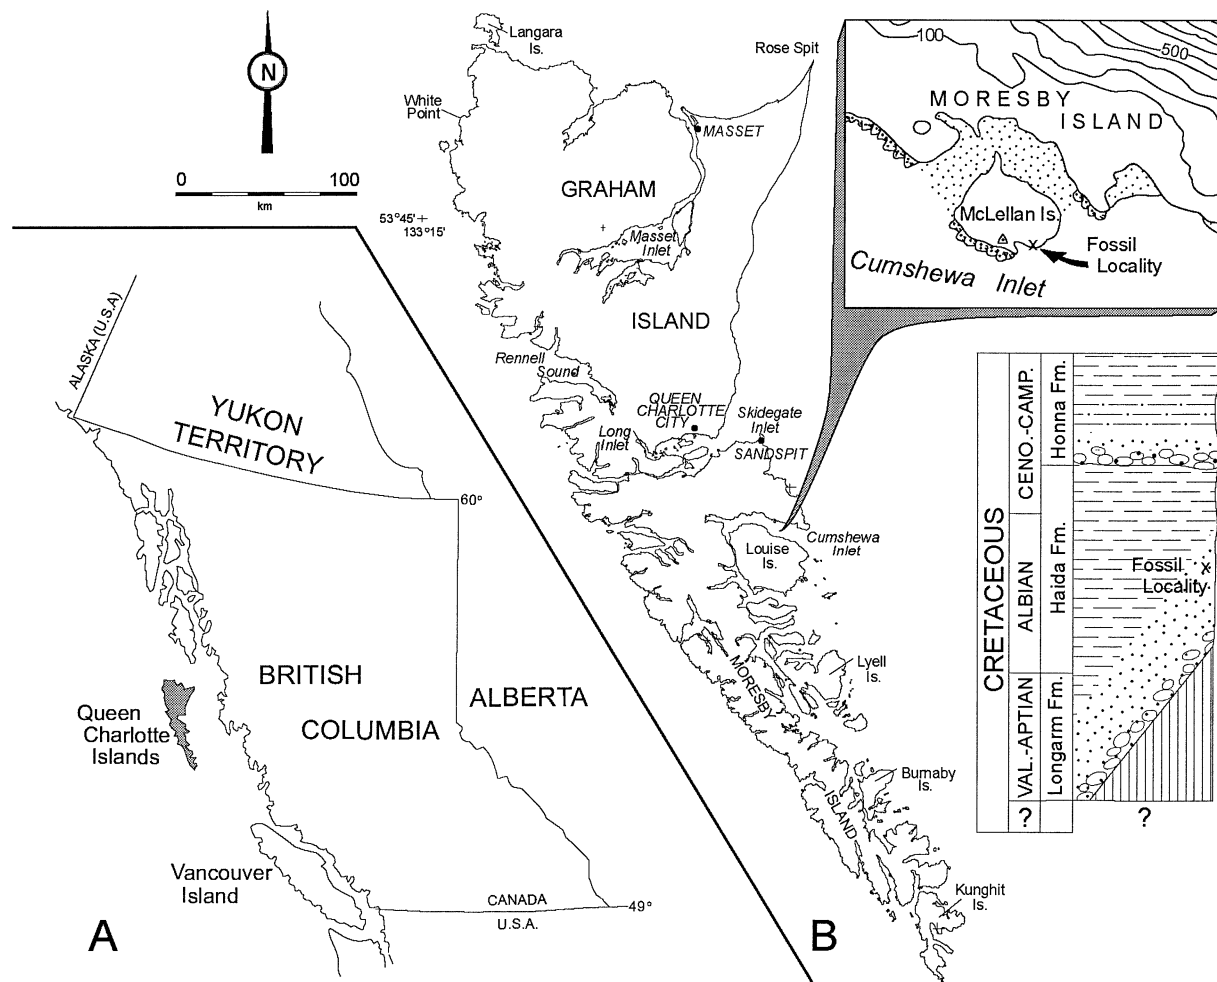 N
0
100
km
ALASKA (U.S.A)
YUKON
TERRITORY
60°
BRITISH
COLUMBIA
ALBERTA
Queen
Charlotte
Islands
Vancouver
Island
CANADA
U.S.A.
49°
A
Langara
Is.
Rose Spit
White
Point
MASSET
GRAHAM
53°45'+
133°15'
Masset
Inlet
ISLAND
Rennell
Sound
QUEEN
CHARLOTTE
CITY
Skidegate
Inlet
Long
Inlet
SANDSPIT
Cumshewa
Inlet
Louise
Is.
MORESBY
Lyell
Is.
ISLAND
Burnaby
Is.
Kunghit
Is.
B
100
500
MORESBY
ISLAND
McLellan Is.
x
Fossil
Locality
Cumshewa Inlet
CRETACEOUS
CENO.-CAMP.
Honna Fm.
ALBIAN
Haida Fm.
Fossil
Locality
x
VAL.-APTIAN
Longarm Fm.
?
?